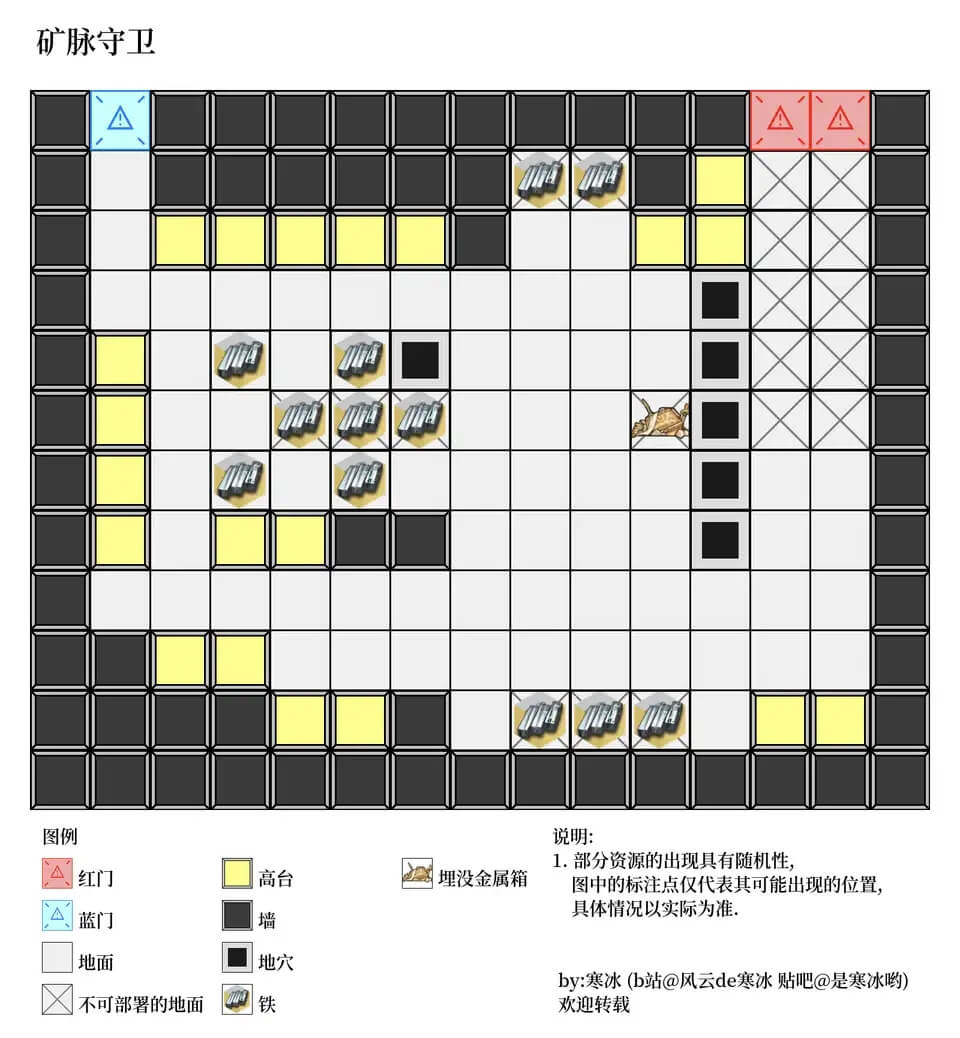 矿脉守卫
图例
红门
蓝门
地面
不可部署的地面
高台
墙
地穴
铁
埋没金属箱
说明:
1. 部分资源的出现具有随机性,
图中的标注点仅代表其可能出现的位置,
具体情况以实际为准.
by:寒冰 (b站@风云de寒冰 贴吧@是寒冰哟)
欢迎转载